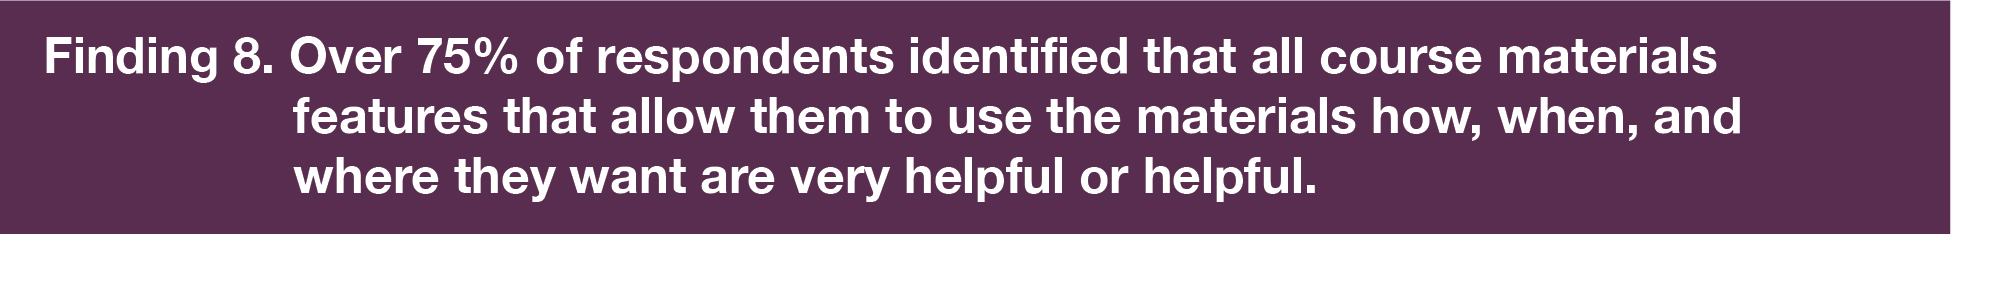 Finding 8. Over 75% of respondents identified that all course materials
features that allow them to use the materials how, when, and
where they want are very helpful or helpful.